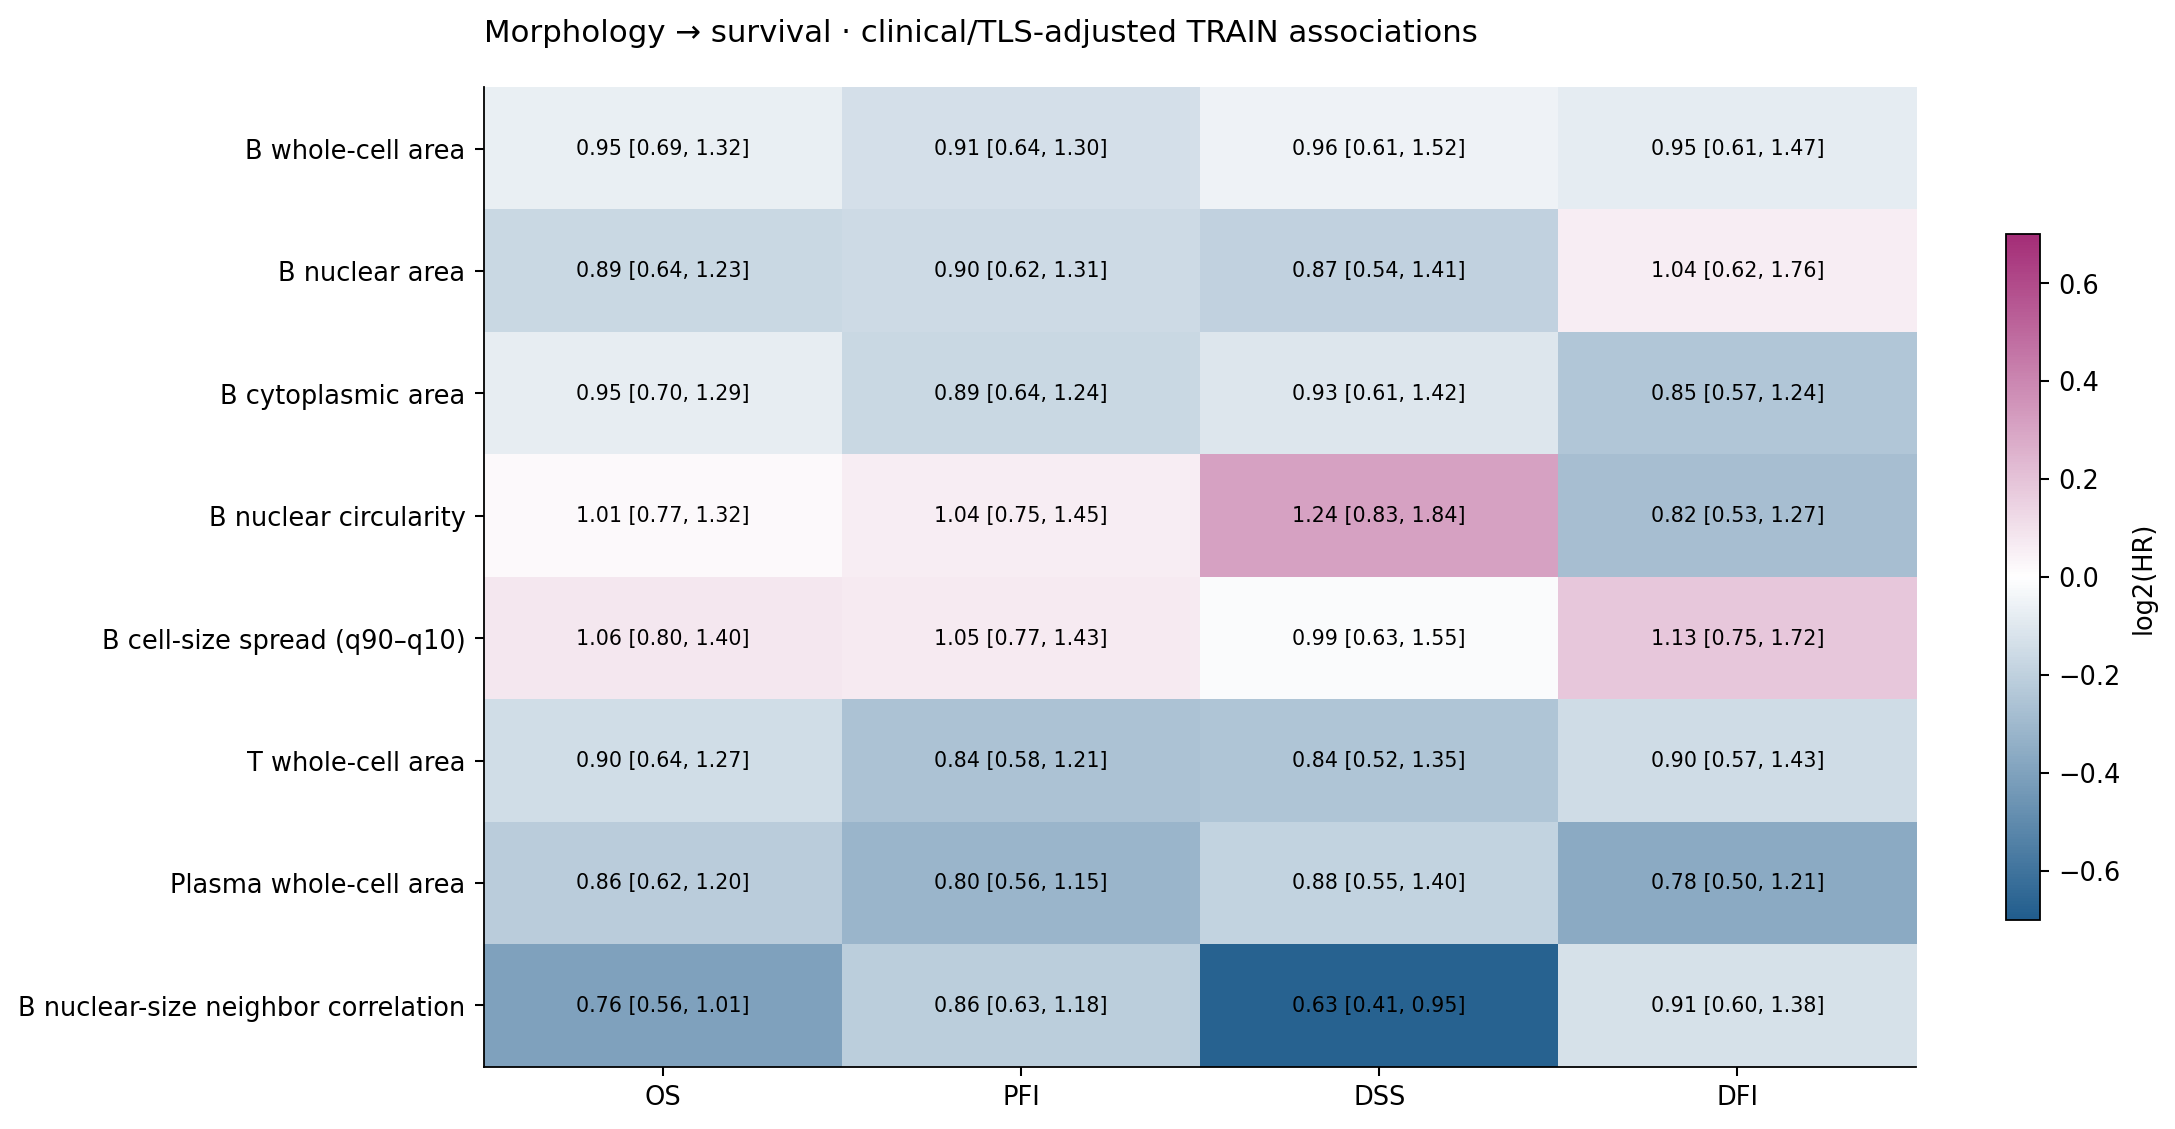 Morphology → survival · clinical/TLS-adjusted TRAIN associations
B whole-cell area 0.95 [0.69, 1.32] 0.91 [0.64, 1.30] 0.96 [0.61, 1.52] 0.95 [0.61, 1.47]
B nuclear area 0.89 [0.64, 1.23] 0.90 [0.62, 1.31] 0.87 [0.54, 1.41] 1.04 [0.62, 1.76]
B cytoplasmic area 0.95 [0.70, 1.29] 0.89 [0.64, 1.24] 0.93 [0.61, 1.42] 0.85 [0.57, 1.24]
B nuclear circularity 1.01 [0.77, 1.32] 1.04 [0.75, 1.45] 1.24 [0.83, 1.84] 0.82 [0.53, 1.27]
B cell-size spread (q90–q10) 1.06 [0.80, 1.40] 1.05 [0.77, 1.43] 0.99 [0.63, 1.55] 1.13 [0.75, 1.72]
T whole-cell area 0.90 [0.64, 1.27] 0.84 [0.58, 1.21] 0.84 [0.52, 1.35] 0.90 [0.57, 1.43]
Plasma whole-cell area 0.86 [0.62, 1.20] 0.80 [0.56, 1.15] 0.88 [0.55, 1.40] 0.78 [0.50, 1.21]
B nuclear-size neighbor correlation 0.76 [0.56, 1.01] 0.86 [0.63, 1.18] 0.63 [0.41, 0.95] 0.91 [0.60, 1.38]
OS PFI DSS DFI
0.6
0.4
0.2
0.0
−0.2
−0.4
−0.6
log2(HR)